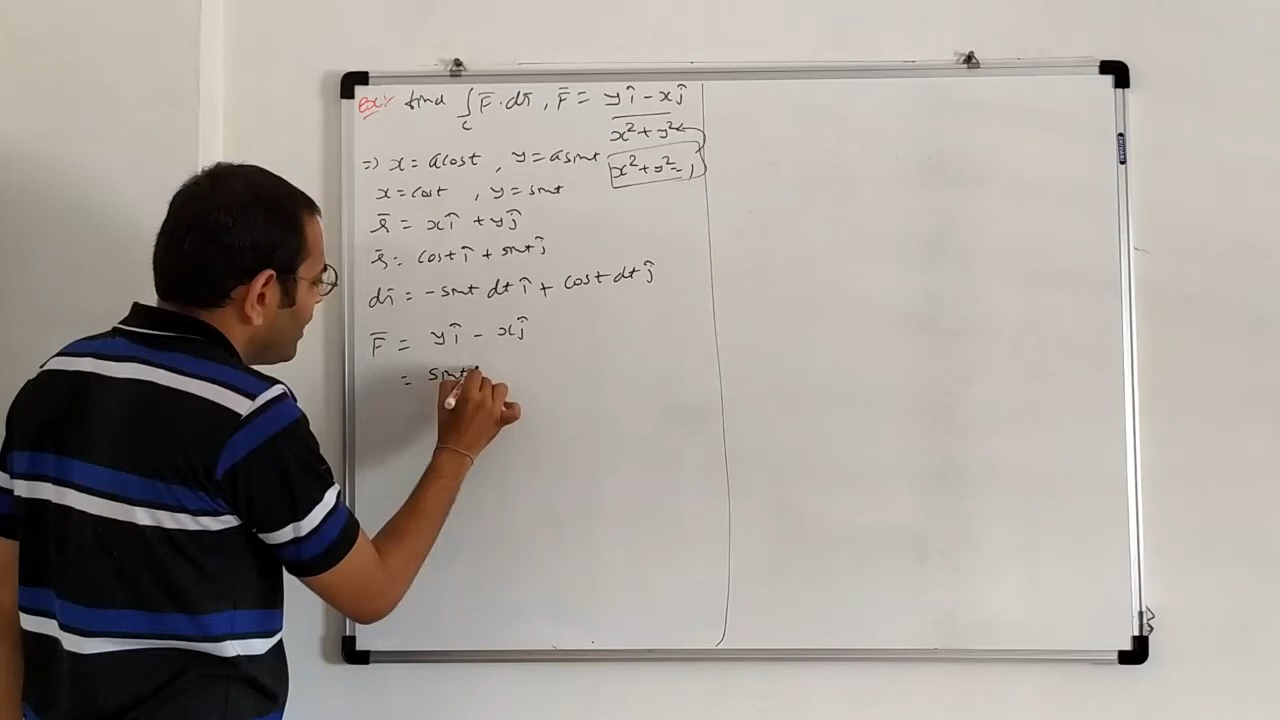 Ex:- find ∫_C F̄ · dr̄, F̄ = (yî - xĵ) / (x² + y²)
⇒ x = a cost, y = a sint
x² + y² = 1
x = cost, y = sint
r̄ = xî + yĵ
r̄ = cost î + sint ĵ
dr̄ = -sint dt î + cost dt ĵ
F̄ = yî - xĵ
= sint